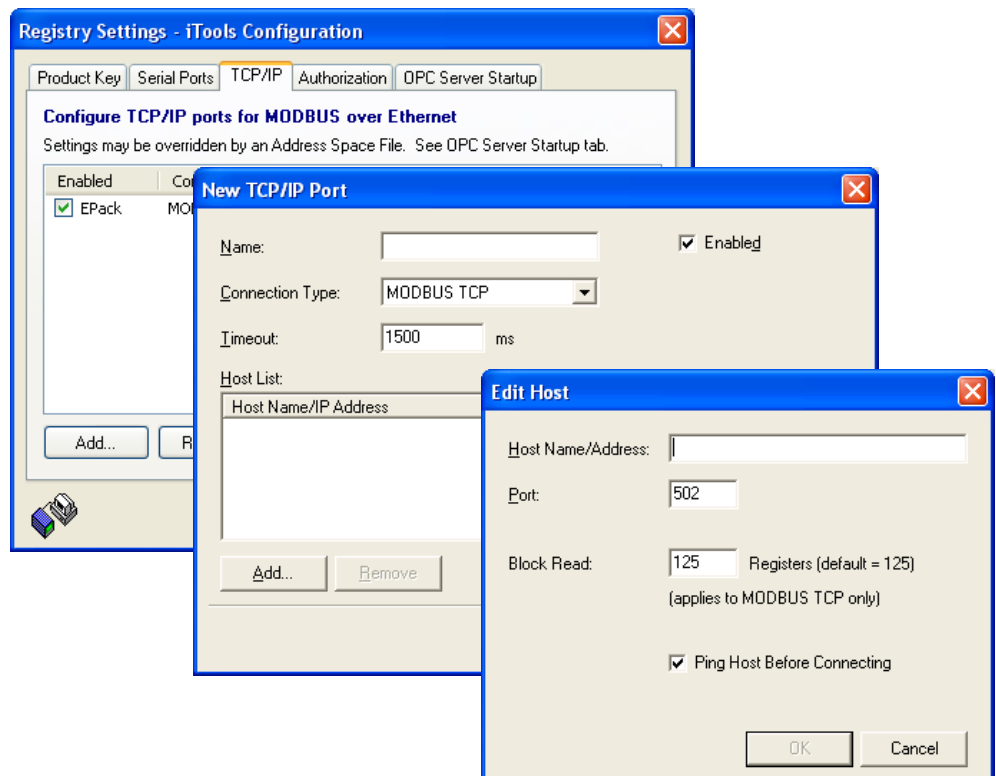 Registry Settings - iTools Configuration
Product Key Serial Ports TCP/IP Authorization OPC Server Startup
Configure TCP/IP ports for MODBUS over Ethernet
Settings may be overridden by an Address Space File. See OPC Server Startup tab.
Enabled
EPack
Add...
New TCP/IP Port
Name:
Enabled
Connection Type: MODBUS TCP
Timeout: 1500 ms
Host List:
Host Name/IP Address
Add... Remove
Edit Host
Host Name/Address:
Port: 502
Block Read: 125 Registers (default = 125)
(applies to MODBUS TCP only)
Ping Host Before Connecting
OK Cancel